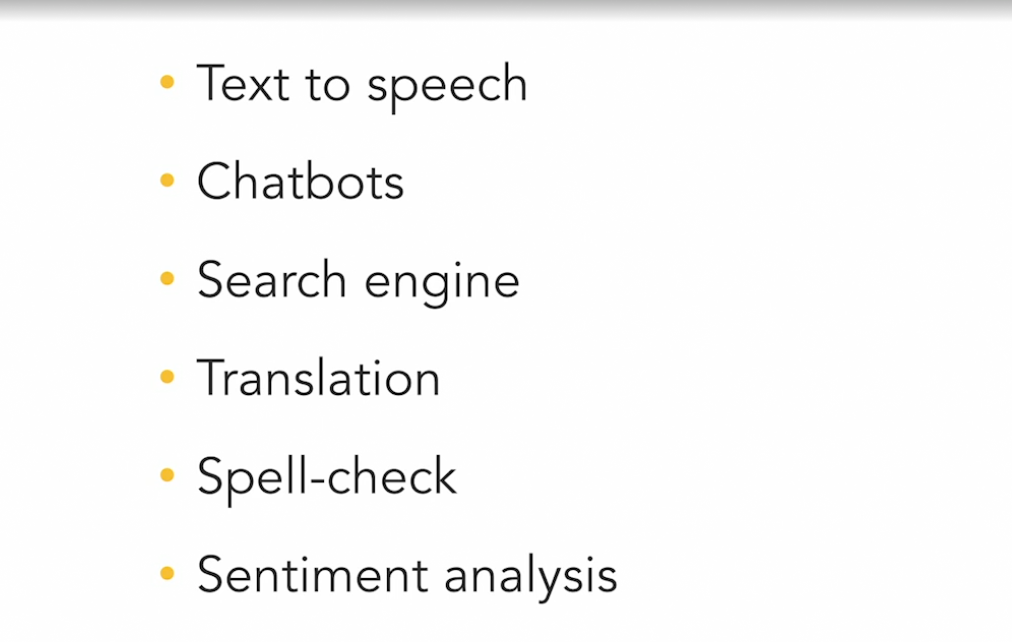 • Text to speech
• Chatbots
• Search engine
• Translation
• Spell-check
• Sentiment analysis